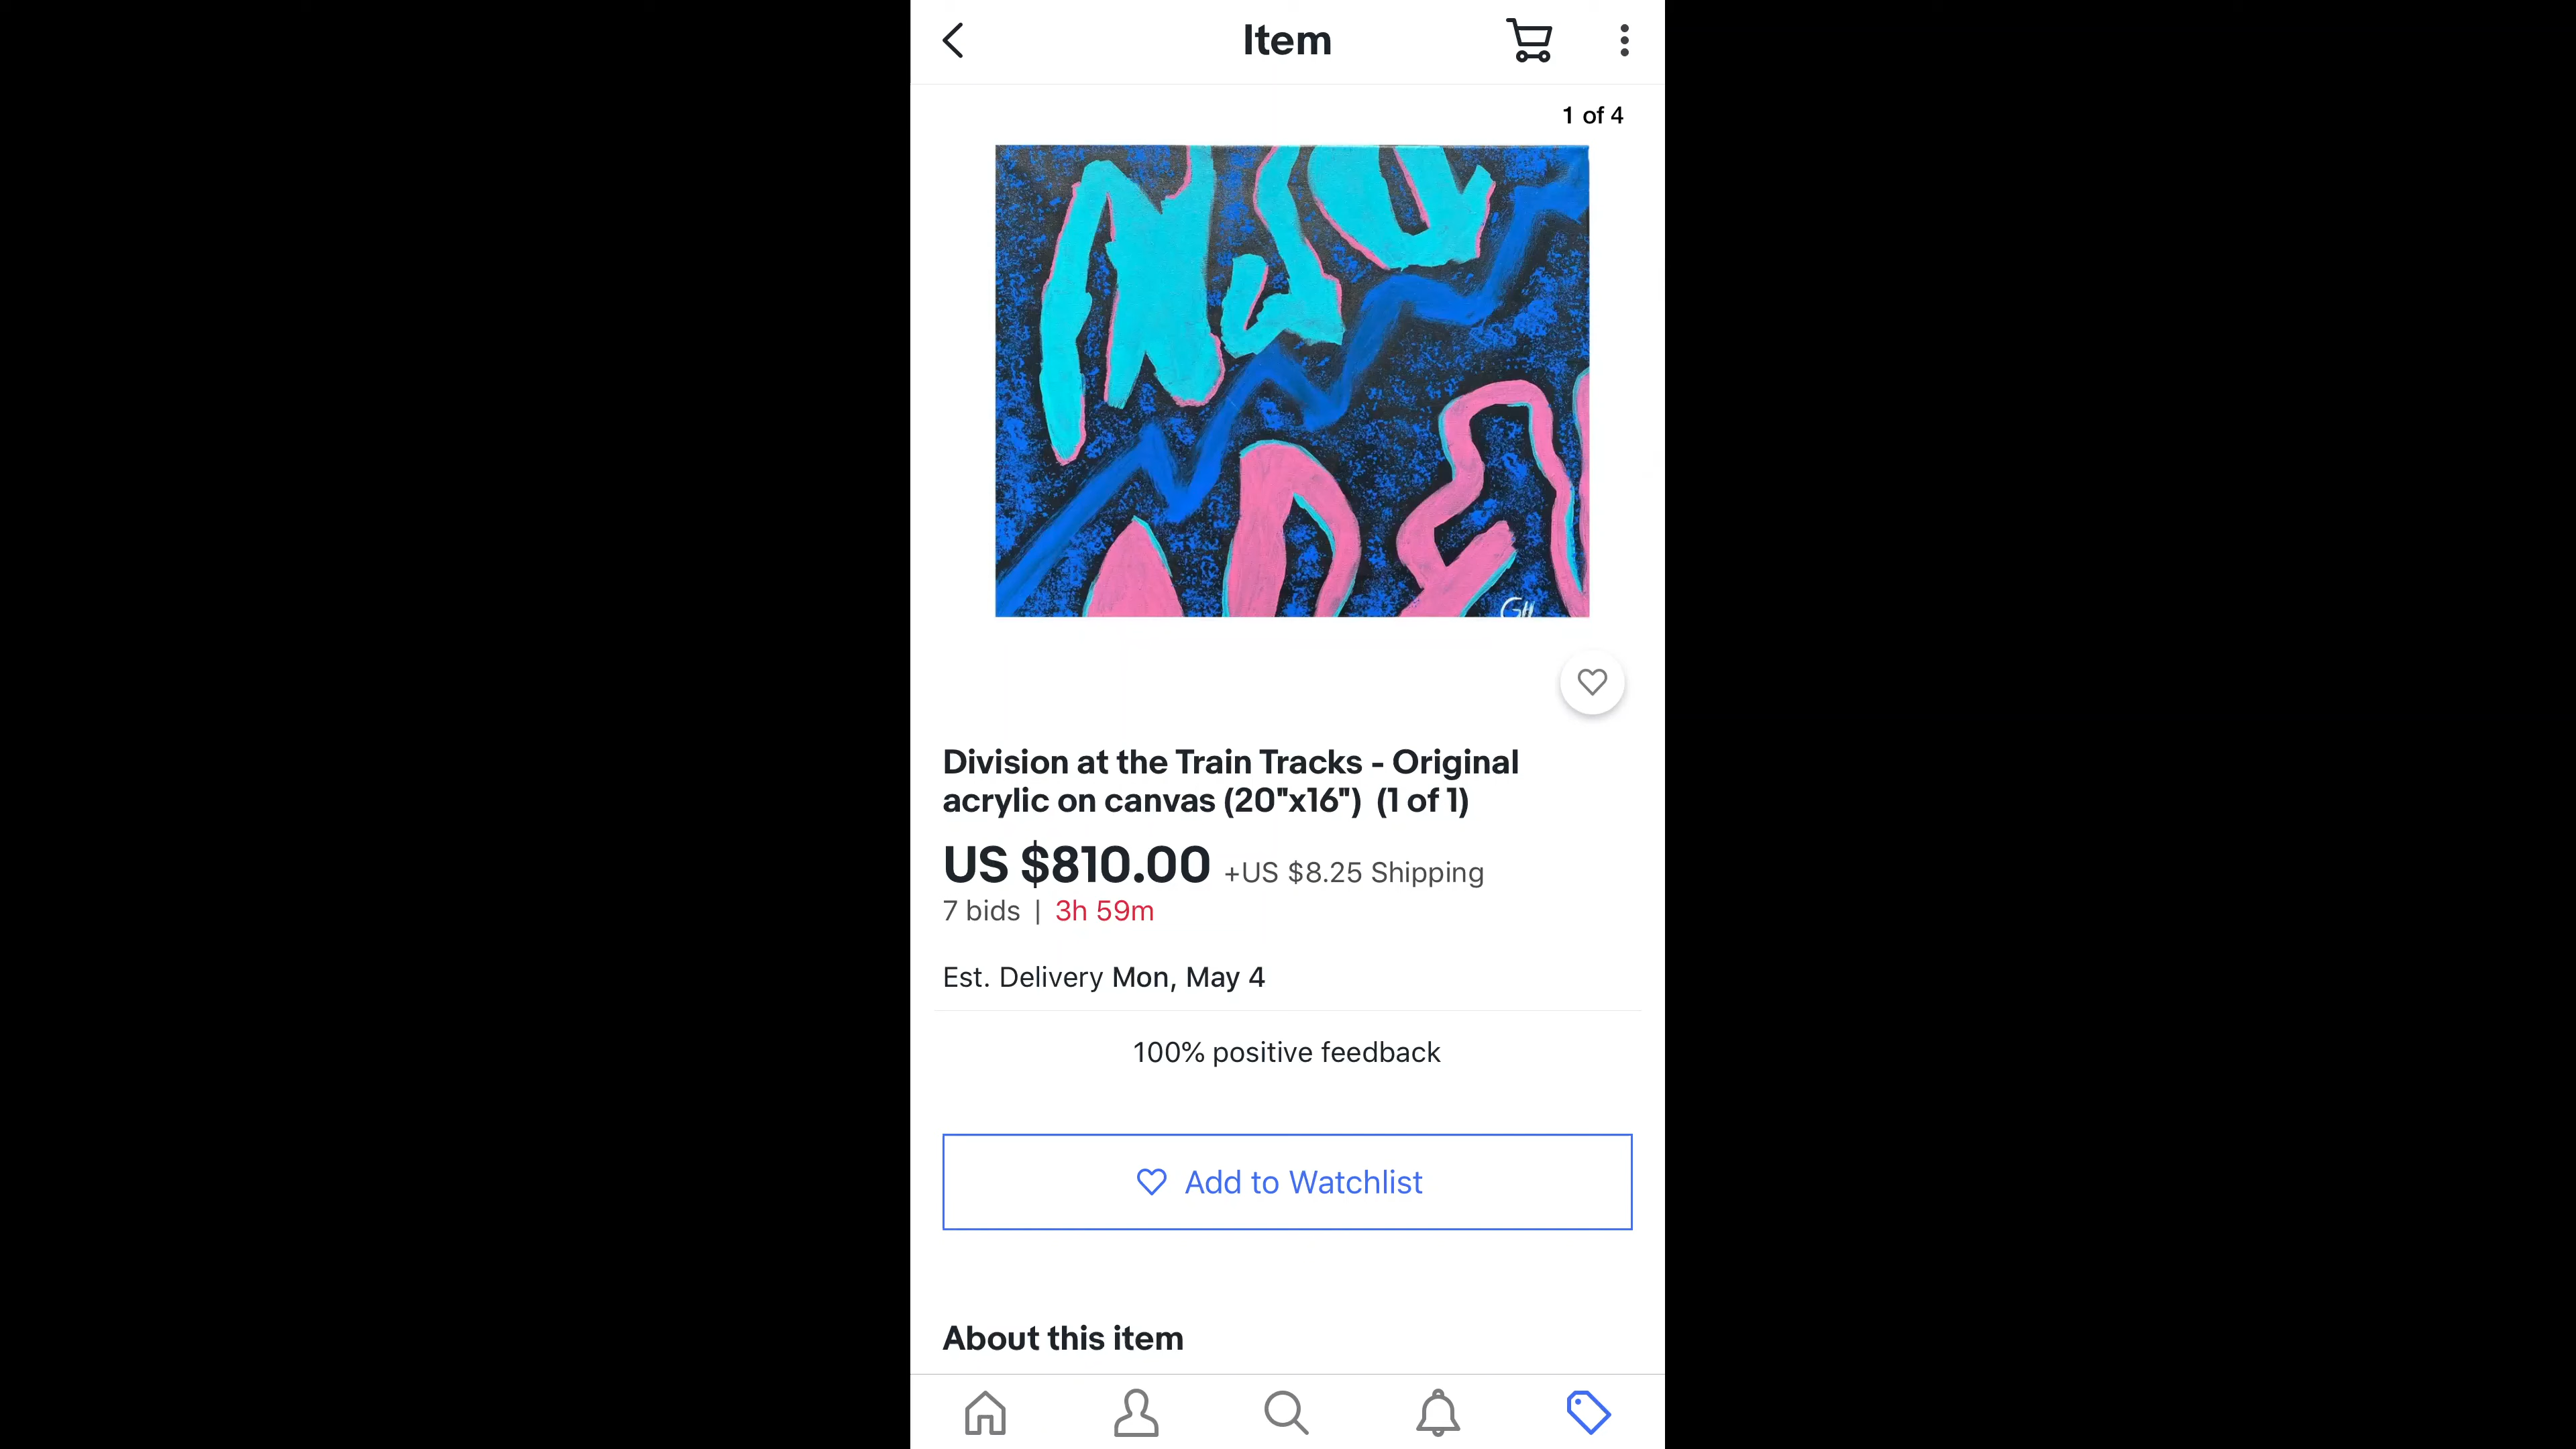 Item
1 of 4
GH
Division at the Train Tracks - Original
acrylic on canvas (20"x16") (1 of 1)
US $810.00 +US $8.25 Shipping
7 bids | 3h 59m
Est. Delivery Mon, May 4
100% positive feedback
Add to Watchlist
About this item